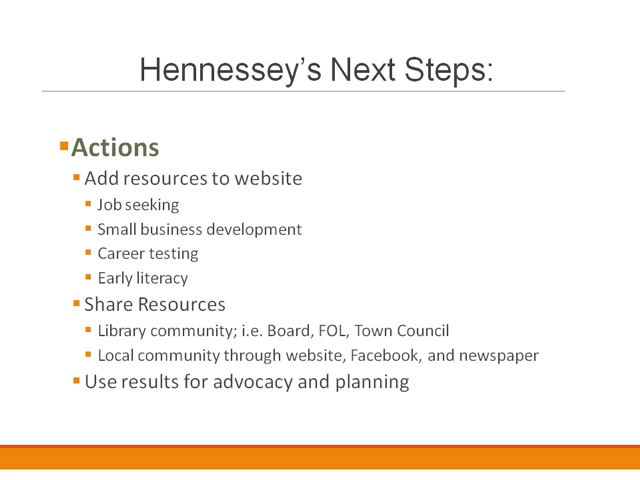 Hennessey’s Next Steps:
Actions
Add resources to website
Job seeking
Small business development
Career testing
Early literacy
Share Resources
Library community; i.e. Board, FOL, Town Council
Local community through website, Facebook, and newspaper
Use results for advocacy and planning